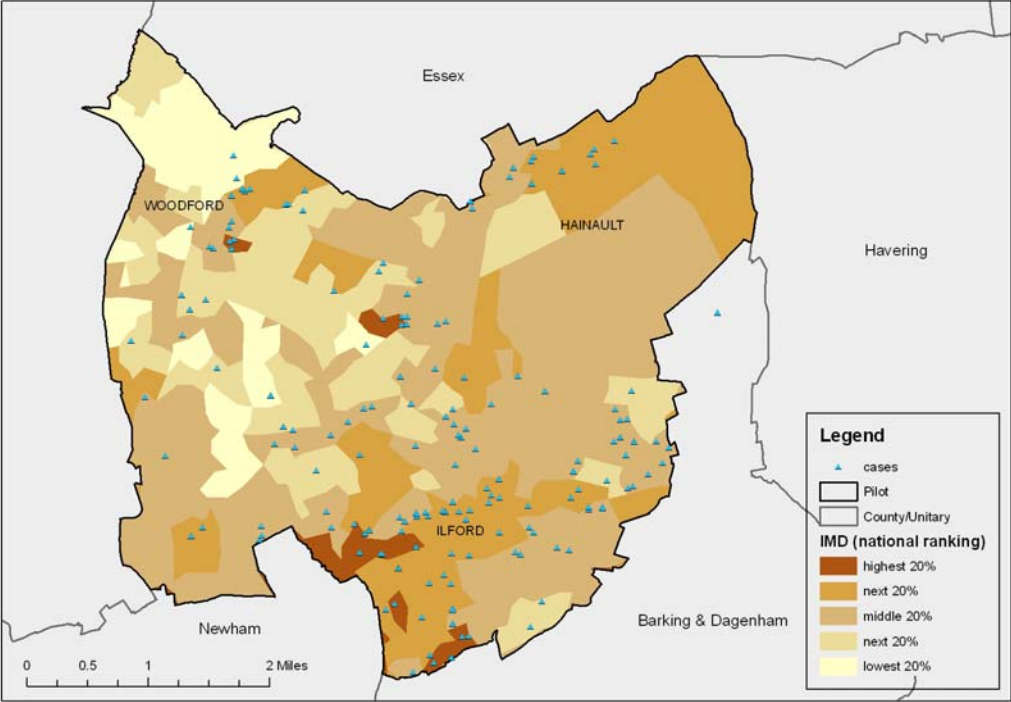 Essex
WOODFORD
HAINAULT
Havering
ILFORD
Newham
Barking & Dagenham
0 0.5 1 2 Miles
Legend
cases
Pilot
County/Unitary
IMD (national ranking)
highest 20%
next 20%
middle 20%
next 20%
lowest 20%